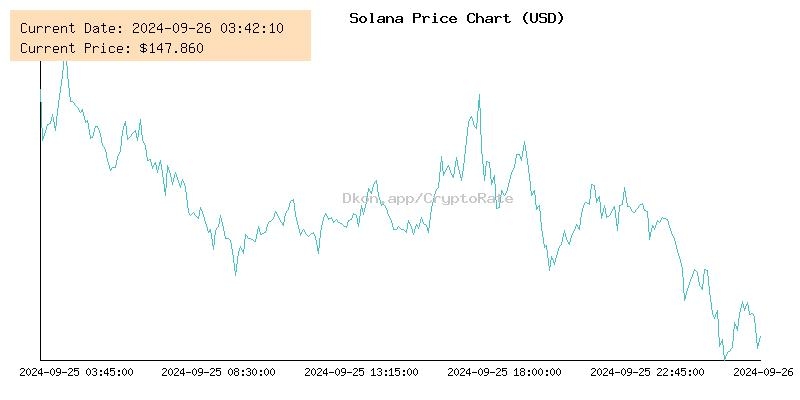 Solana Price Chart (USD)
Current Date: 2024-09-26 03:42:10
Current Price: $147.860
Dkon.app/CryptoRate
2024-09-25 03:45:00
2024-09-25 08:30:00
2024-09-25 13:15:00
2024-09-25 18:00:00
2024-09-25 22:45:00
2024-09-26